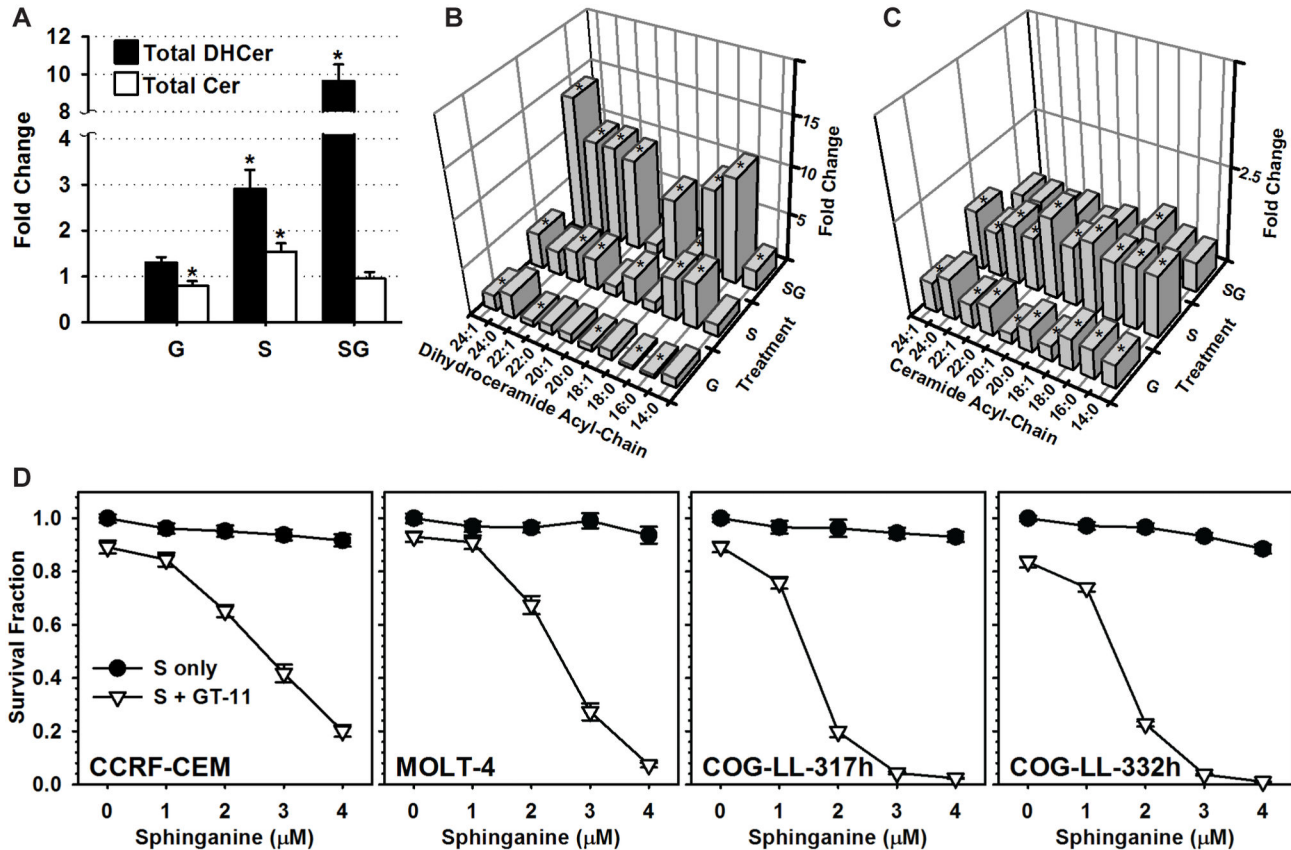 A
12
10
8
4
3
2
1
0
Fold Change
Total DHCer
Total Cer
*
*
*
*
G
S
SG
B
15
10
5
Fold Change
SG
S
G
Treatment
24:1
24:0
22:1
22:0
20:1
20:0
18:1
18:0
16:0
14:0
Dihydroceramide Acyl-Chain
C
2.5
Fold Change
SG
S
G
Treatment
24:1
24:0
22:1
22:0
20:1
20:0
18:1
18:0
16:0
14:0
Ceramide Acyl-Chain
D
Survival Fraction
1.0
0.8
0.6
0.4
0.2
0.0
S only
S + GT-11
CCRF-CEM
MOLT-4
COG-LL-317h
COG-LL-332h
0 1 2 3 4
0 1 2 3 4
0 1 2 3 4
0 1 2 3 4
Sphinganine (μM)
Sphinganine (μM)
Sphinganine (μM)
Sphinganine (μM)